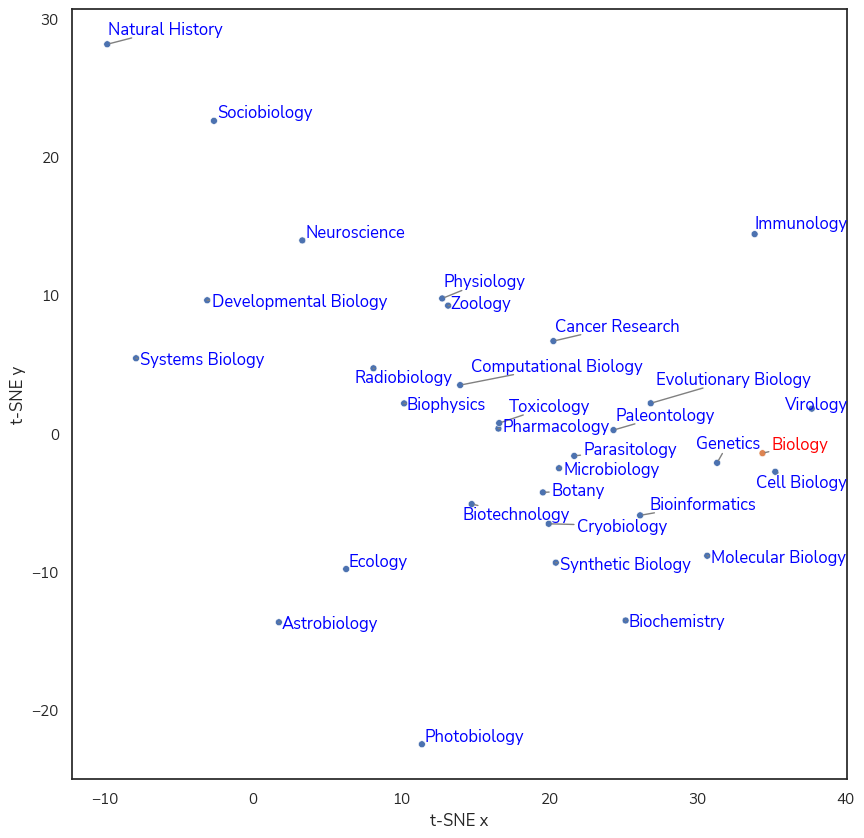 30
Natural History
Sociobiology
20
Immunology
Neuroscience
Physiology
10
Developmental Biology
Zoology
Cancer Research
Systems Biology
Computational Biology
Radiobiology
Evolutionary Biology
Biophysics
Toxicology
Virology
Paleontology
Pharmacology
0
Genetics
Biology
Parasitology
Microbiology
Cell Biology
Botany
Bioinformatics
Biotechnology
Cryobiology
Molecular Biology
Ecology
Synthetic Biology
−10
Astrobiology
Biochemistry
−20
Photobiology
t-SNE y
−10 0 10 20 30 40
t-SNE x